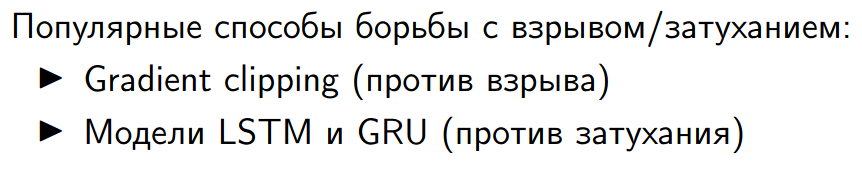 Популярные способы борьбы с взрывом/затуханием:
▶ Gradient clipping (против взрыва)
▶ Модели LSTM и GRU (против затухания)